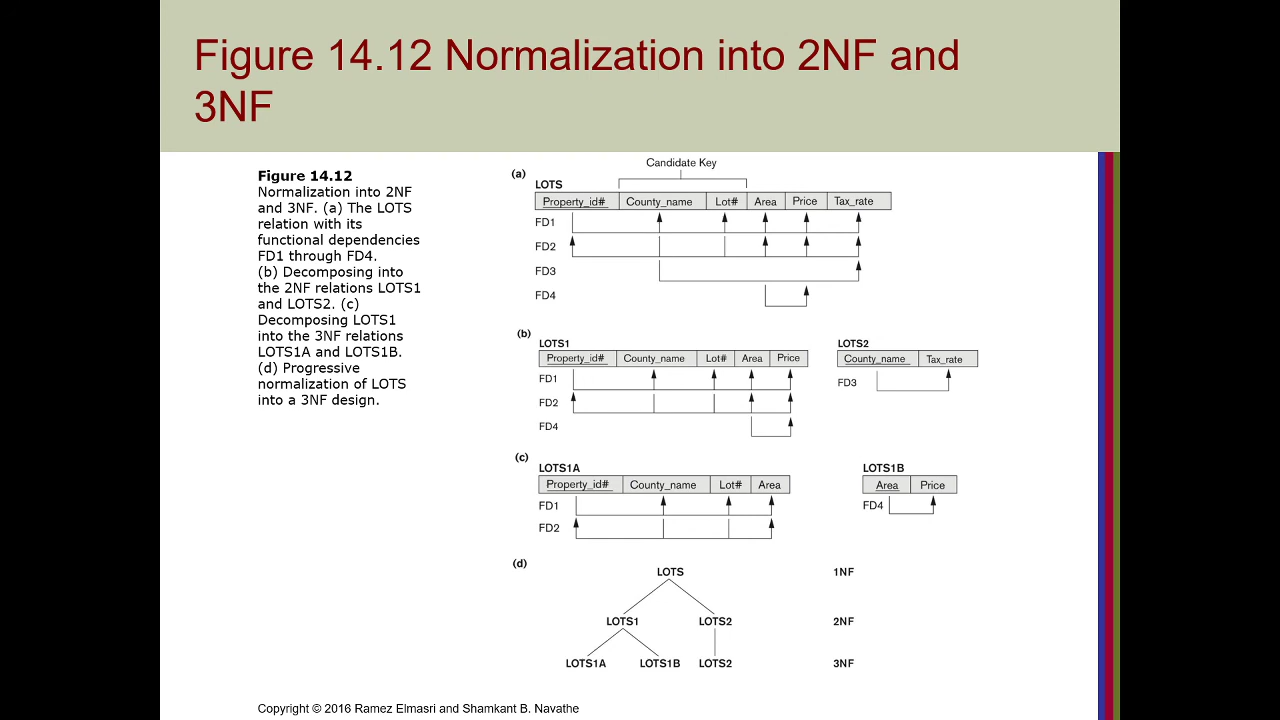 Figure 14.12 Normalization into 2NF and
3NF
Figure 14.12
Normalization into 2NF
and 3NF. (a) The LOTS
relation with its
functional dependencies
FD1 through FD4.
(b) Decomposing into
the 2NF relations LOTS1
and LOTS2. (c)
Decomposing LOTS1
into the 3NF relations
LOTS1A and LOTS1B.
(d) Progressive
normalization of LOTS
into a 3NF design.
Candidate Key
(a)
LOTS
Property_id# County_name Lot# Area Price Tax_rate
FD1
FD2
FD3
FD4
(b)
LOTS1
Property_id# County_name Lot# Area Price
FD1
FD2
FD4
LOTS2
County_name Tax_rate
FD3
(c)
LOTS1A
Property_id# County_name Lot# Area
FD1
FD2
LOTS1B
Area Price
FD4
(d)
LOTS 1NF
LOTS1 LOTS2 2NF
LOTS1A LOTS1B LOTS2 3NF
Copyright © 2016 Ramez Elmasri and Shamkant B. Navathe